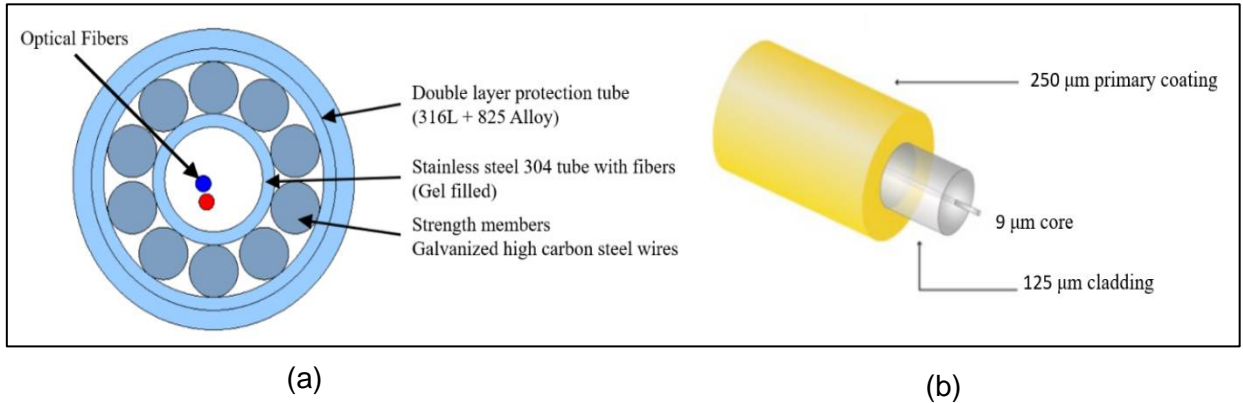 Optical Fibers
Double layer protection tube
(316L + 825 Alloy)
Stainless steel 304 tube with fibers
(Gel filled)
Strength members
Galvanized high carbon steel wires
250 μm primary coating
9 μm core
125 μm cladding
(a)
(b)